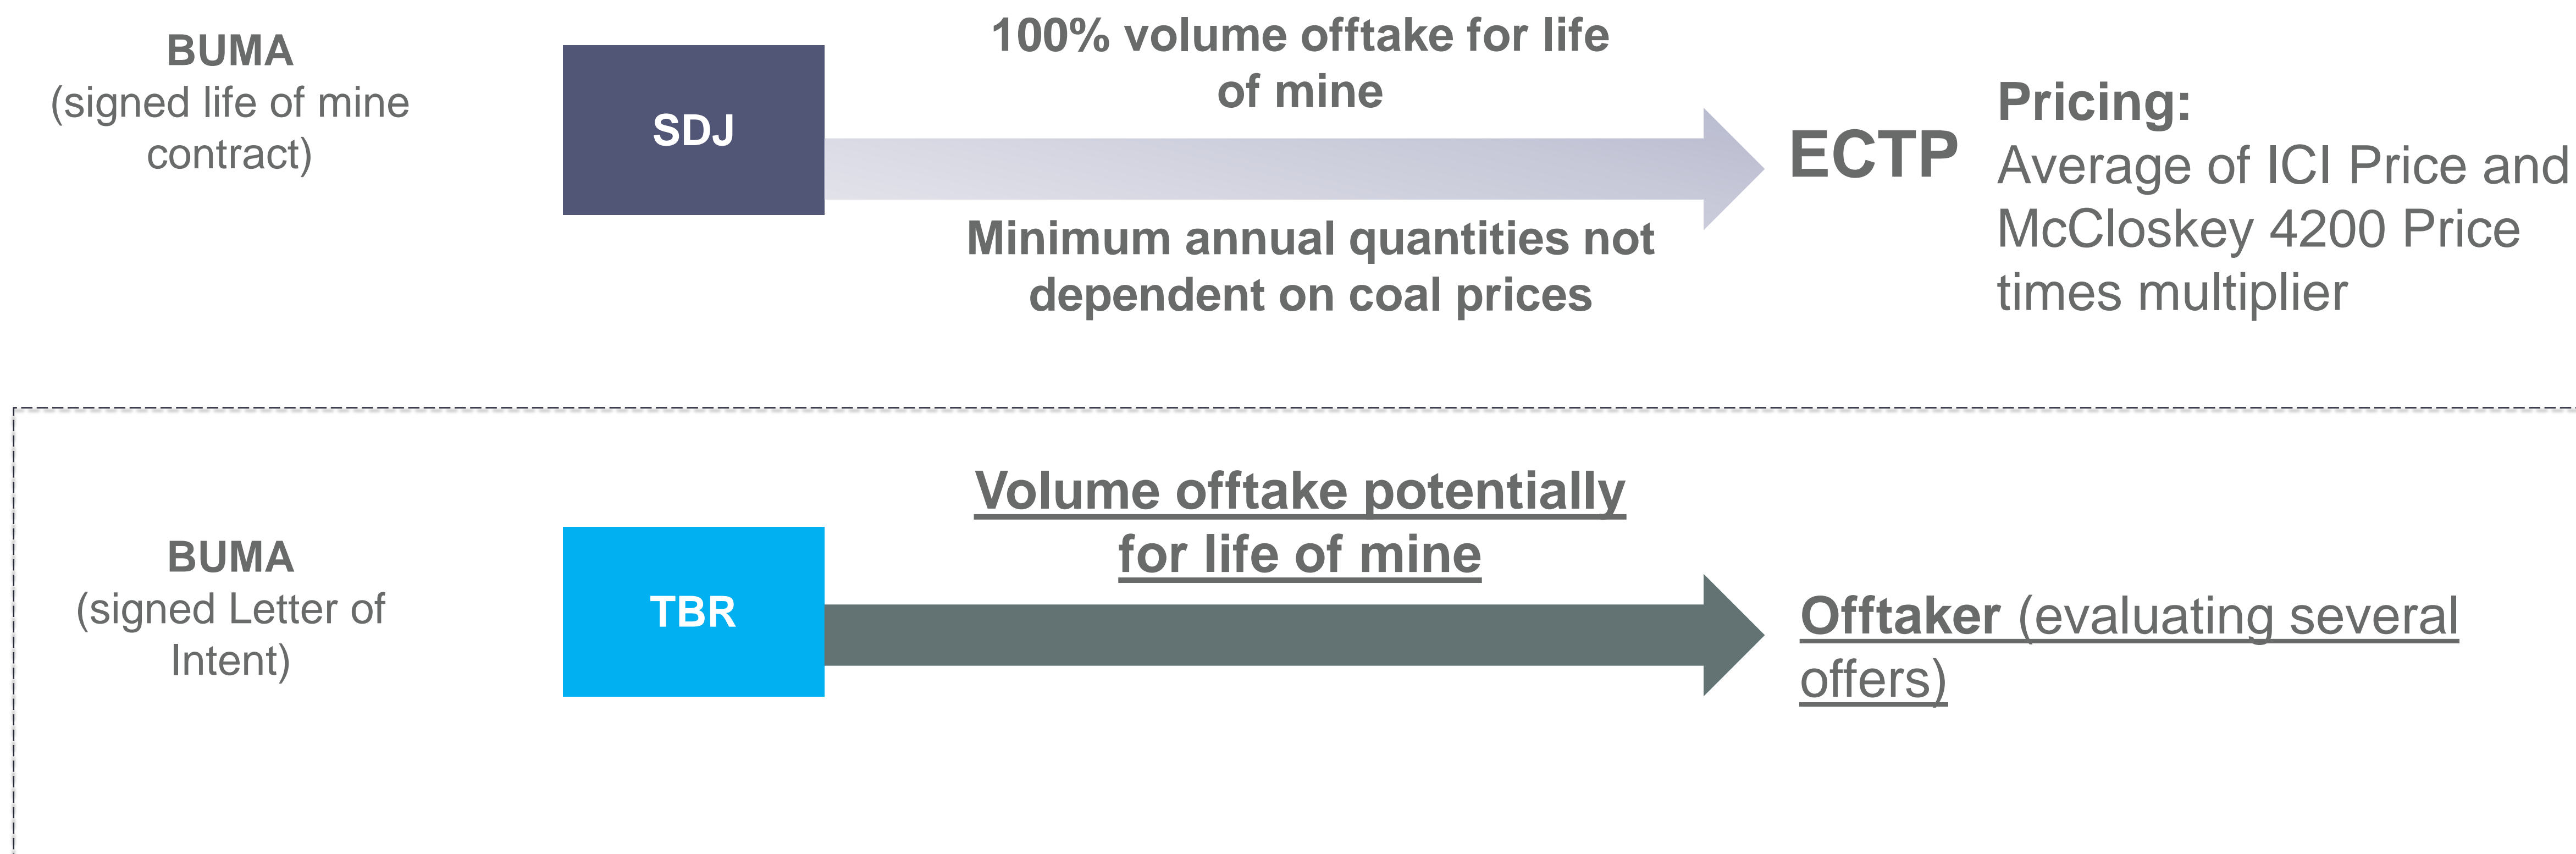 BUMA
(signed life of mine
contract)
SDJ
100% volume offtake for life
of mine
Minimum annual quantities not
dependent on coal prices
ECTP
Pricing:
Average of ICI Price and
McCloskey 4200 Price
times multiplier
BUMA
(signed Letter of
Intent)
TBR
Volume offtake potentially
for life of mine
Offtaker (evaluating several
offers)